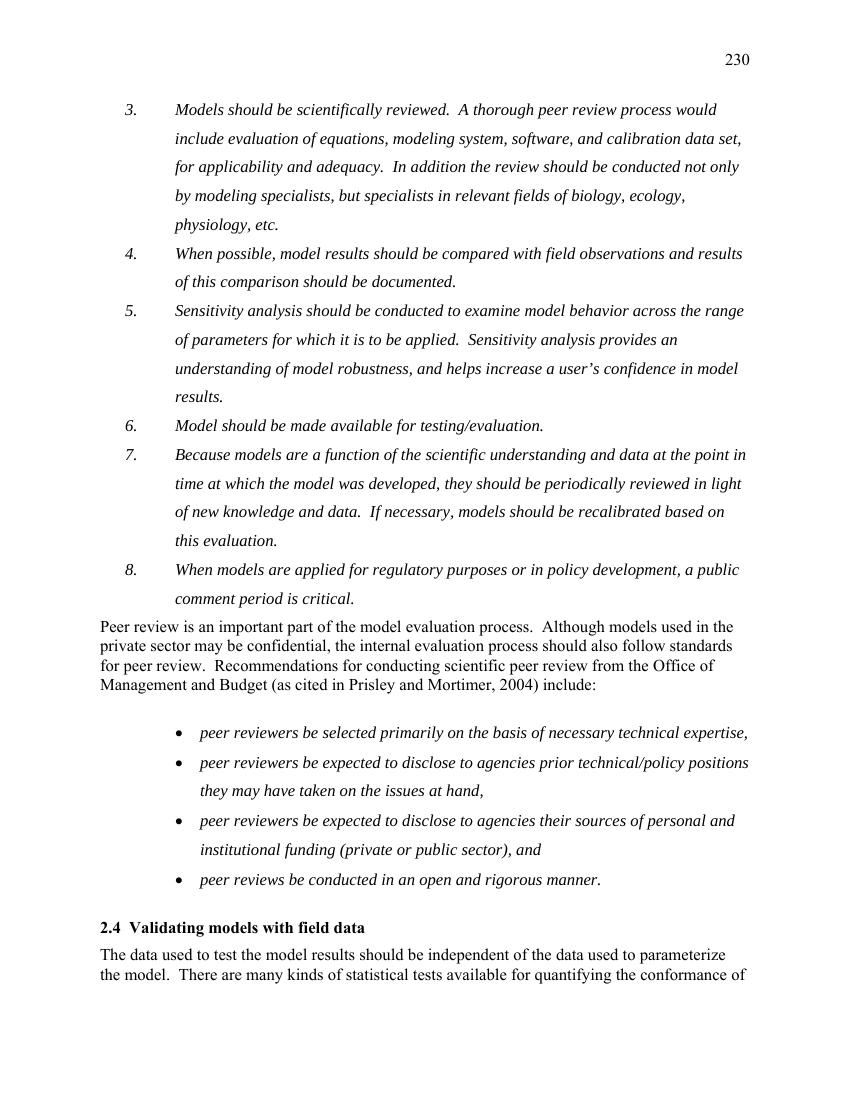 230
3. Models should be scientifically reviewed. A thorough peer review process would
include evaluation of equations, modeling system, software, and calibration data set,
for applicability and adequacy. In addition the review should be conducted not only
by modeling specialists, but specialists in relevant fields of biology, ecology,
physiology, etc.
4. When possible, model results should be compared with field observations and results
of this comparison should be documented.
5. Sensitivity analysis should be conducted to examine model behavior across the range
of parameters for which it is to be applied. Sensitivity analysis provides an
understanding of model robustness, and helps increase a user’s confidence in model
results.
6. Model should be made available for testing/evaluation.
7. Because models are a function of the scientific understanding and data at the point in
time at which the model was developed, they should be periodically reviewed in light
of new knowledge and data. If necessary, models should be recalibrated based on
this evaluation.
8. When models are applied for regulatory purposes or in policy development, a public
comment period is critical.
Peer review is an important part of the model evaluation process. Although models used in the
private sector may be confidential, the internal evaluation process should also follow standards
for peer review. Recommendations for conducting scientific peer review from the Office of
Management and Budget (as cited in Prisley and Mortimer, 2004) include:
• peer reviewers be selected primarily on the basis of necessary technical expertise,
• peer reviewers be expected to disclose to agencies prior technical/policy positions
they may have taken on the issues at hand,
• peer reviewers be expected to disclose to agencies their sources of personal and
institutional funding (private or public sector), and
• peer reviews be conducted in an open and rigorous manner.
2.4 Validating models with field data
The data used to test the model results should be independent of the data used to parameterize
the model. There are many kinds of statistical tests available for quantifying the conformance of